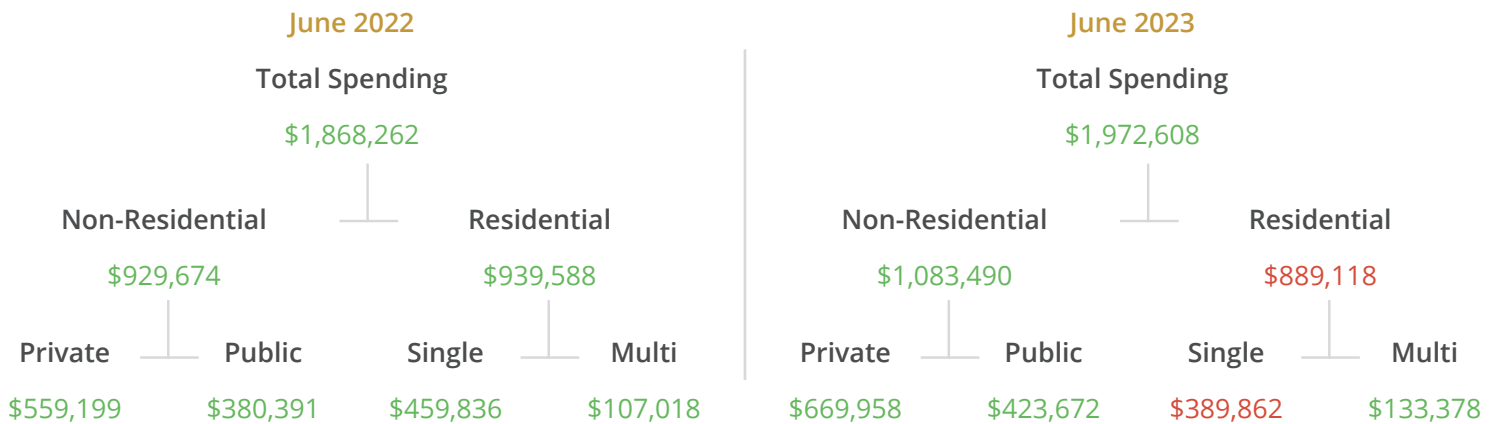 June 2022
Total Spending
$1,868,262
Non-Residential Residential
$929,674 $939,588
Private Public Single Multi
$559,199 $380,391 $459,836 $107,018
June 2023
Total Spending
$1,972,608
Non-Residential Residential
$1,083,490 $889,118
Private Public Single Multi
$669,958 $423,672 $389,862 $133,378